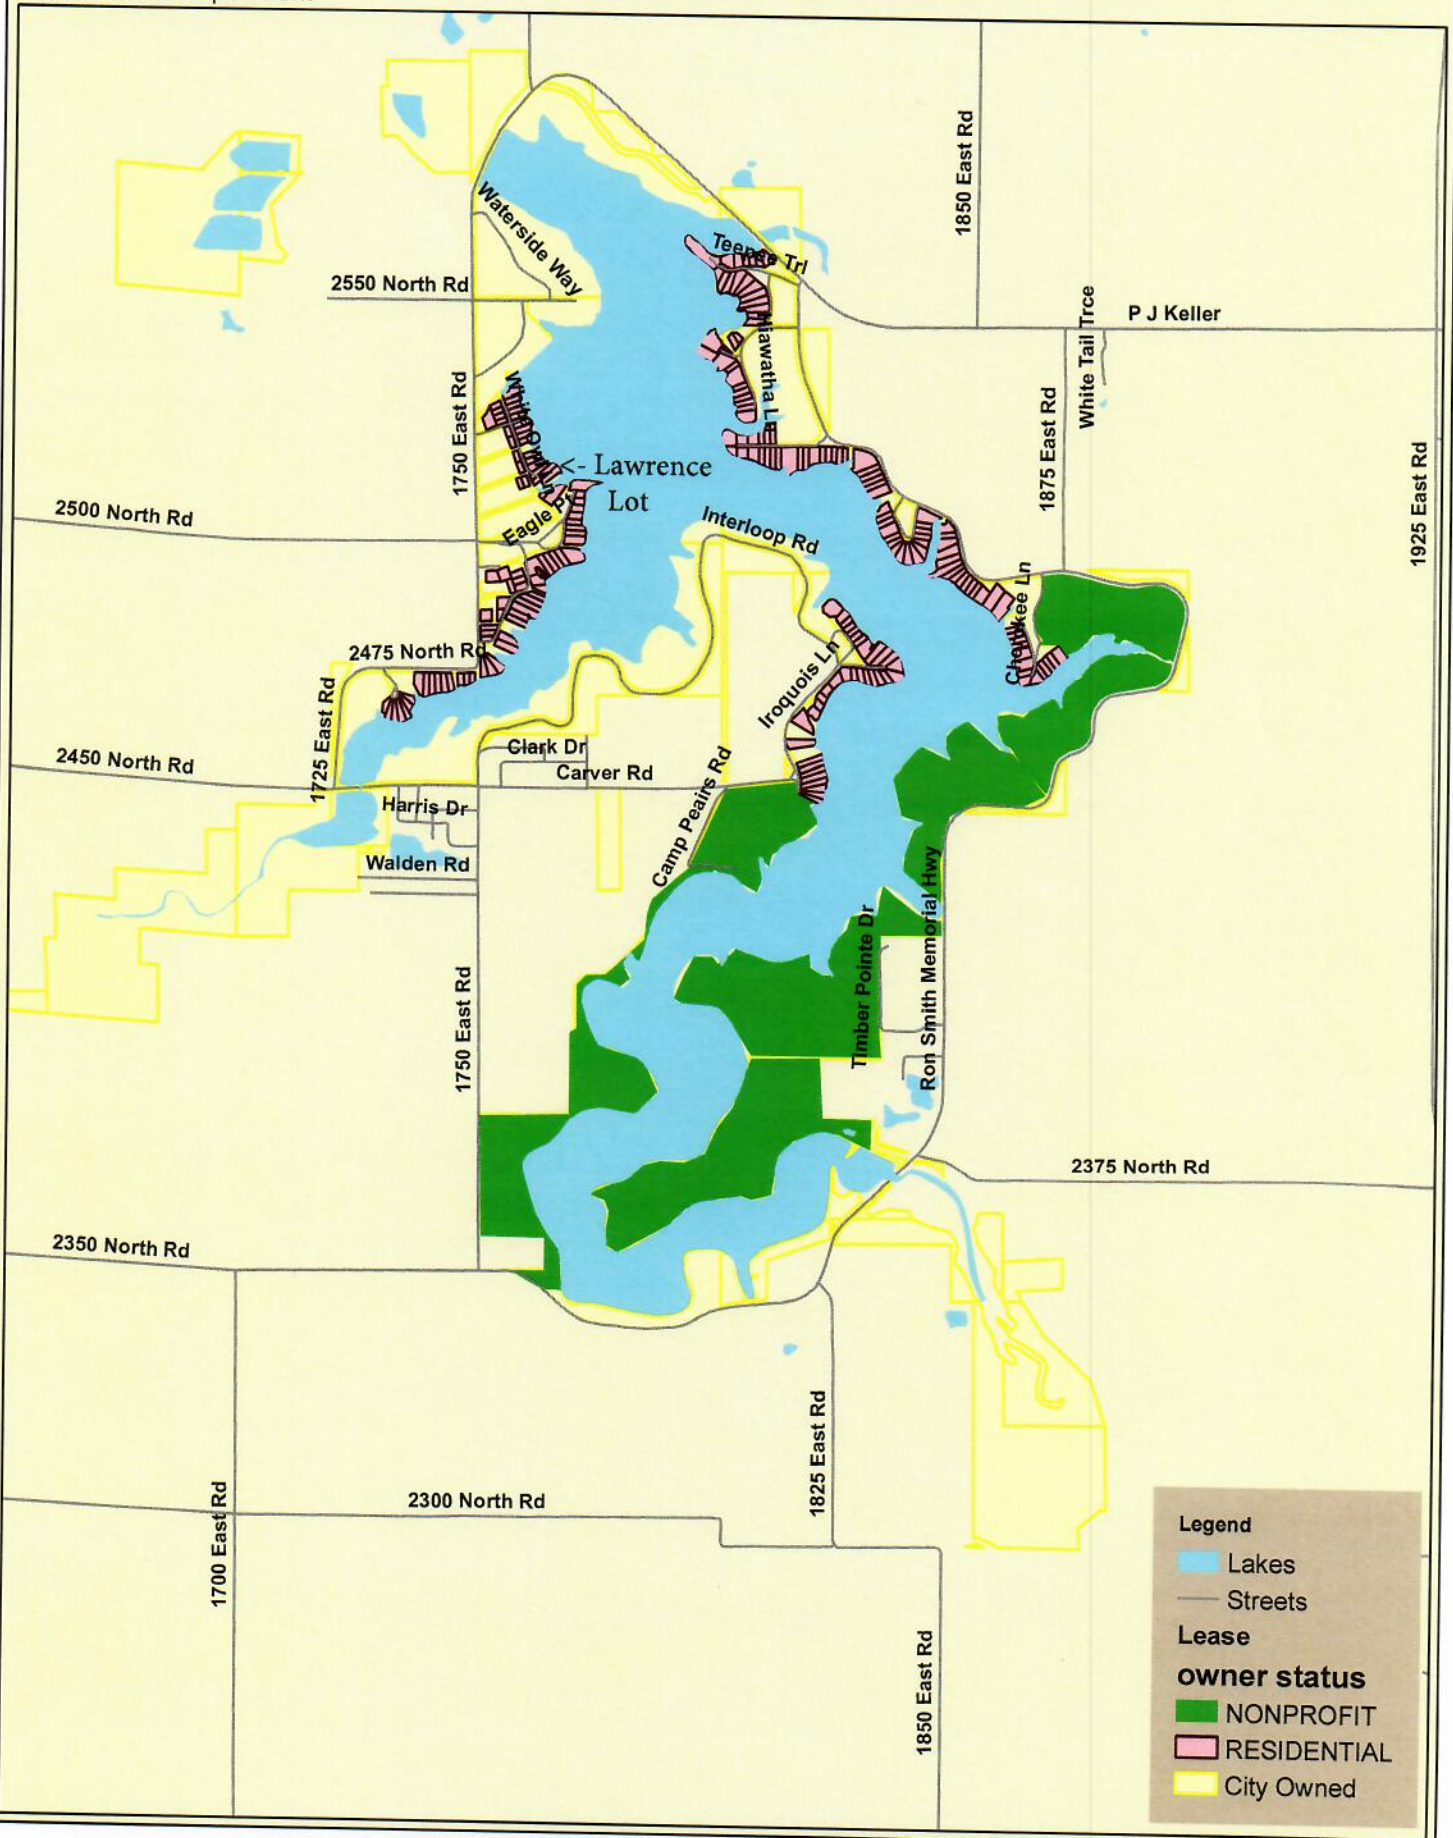 1850 East Rd
Waterside Way
Teepee Trl
2550 North Rd
P J Keller
White Tail Trce
Hiawatha Ln
1750 East Rd
1875 East Rd
1925 East Rd
<- Lawrence
Lot
2500 North Rd
Interloop Rd
Cherokee Ln
2475 North Rd
Iroquois Ln
1725 East Rd
2450 North Rd
Clark Dr
Carver Rd
Harris Dr
Camp Peairs Rd
Walden Rd
Timber Pointe Dr
Ron Smith Memorial Hwy
1750 East Rd
2375 North Rd
2350 North Rd
1825 East Rd
1700 East Rd
2300 North Rd
1850 East Rd
Legend
Lakes
Streets
Lease
owner status
NONPROFIT
RESIDENTIAL
City Owned